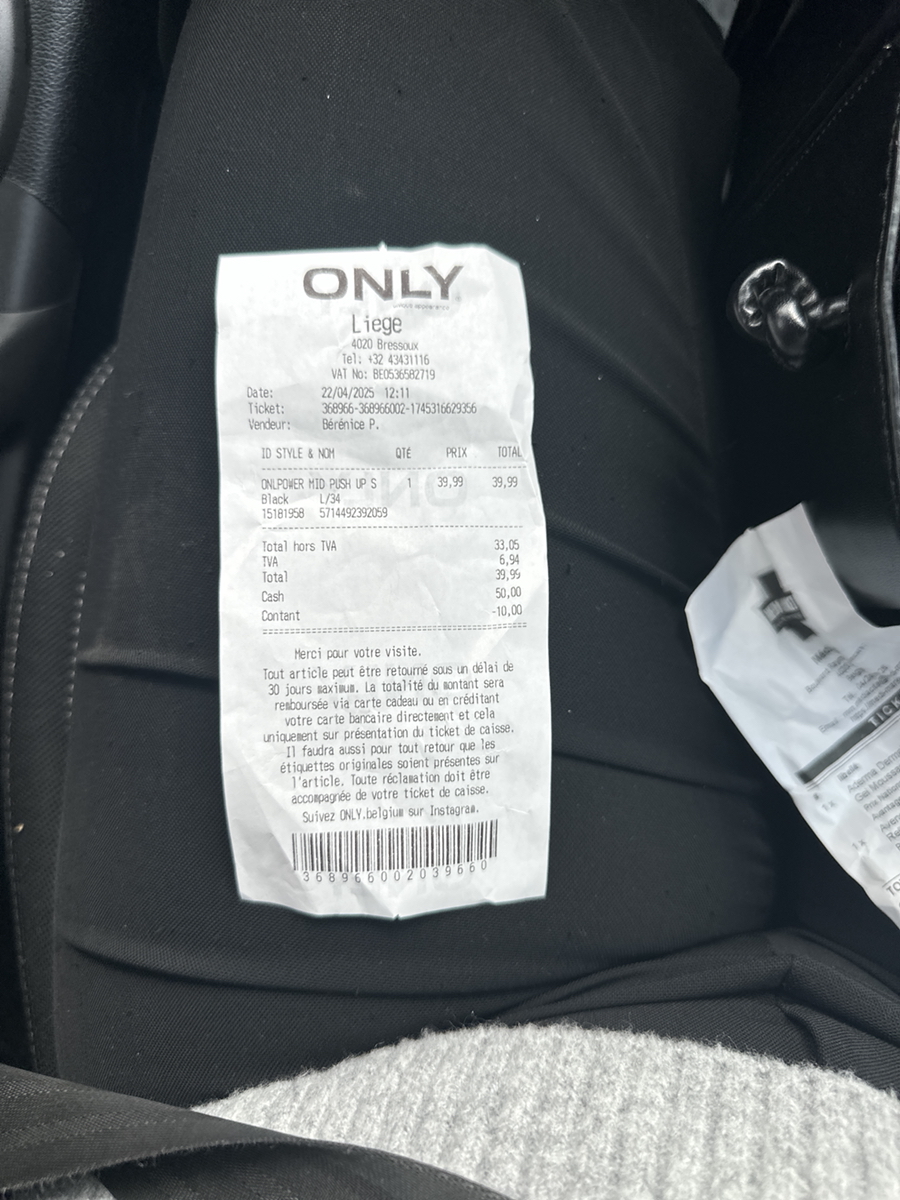 ONLY
Liege
4020 Bressoux
Tel: +32 43431116
VAT No: BE0536582719
Date: 22/04/2025 12:11
Ticket: 368966-368966002-1745316629356
Vendeur: Bérénice P.
ID STYLE & NOM QTÉ PRIX TOTAL
ONLPOWER MID PUSH UP S 1 39,99 39,99
Black L/34
15181958 5714492392059
Total hors TVA 33,05
TVA 6,94
Total 39,99
Cash 50,00
Contant -10,00
Merci pour votre visite.
Tout article peut être retourné sous un délai de
30 jours maximum. La totalité du montant sera
remboursée via carte cadeau ou en créditant
votre carte bancaire directement et cela
uniquement sur présentation du ticket de caisse.
Il faudra aussi pour tout retour que les
étiquettes originales soient présentes sur
l'article. Toute réclamation doit être
accompagnée de votre ticket de caisse.
Suivez ONLY.belgium sur Instagram.
368966002039660
TICK
1x